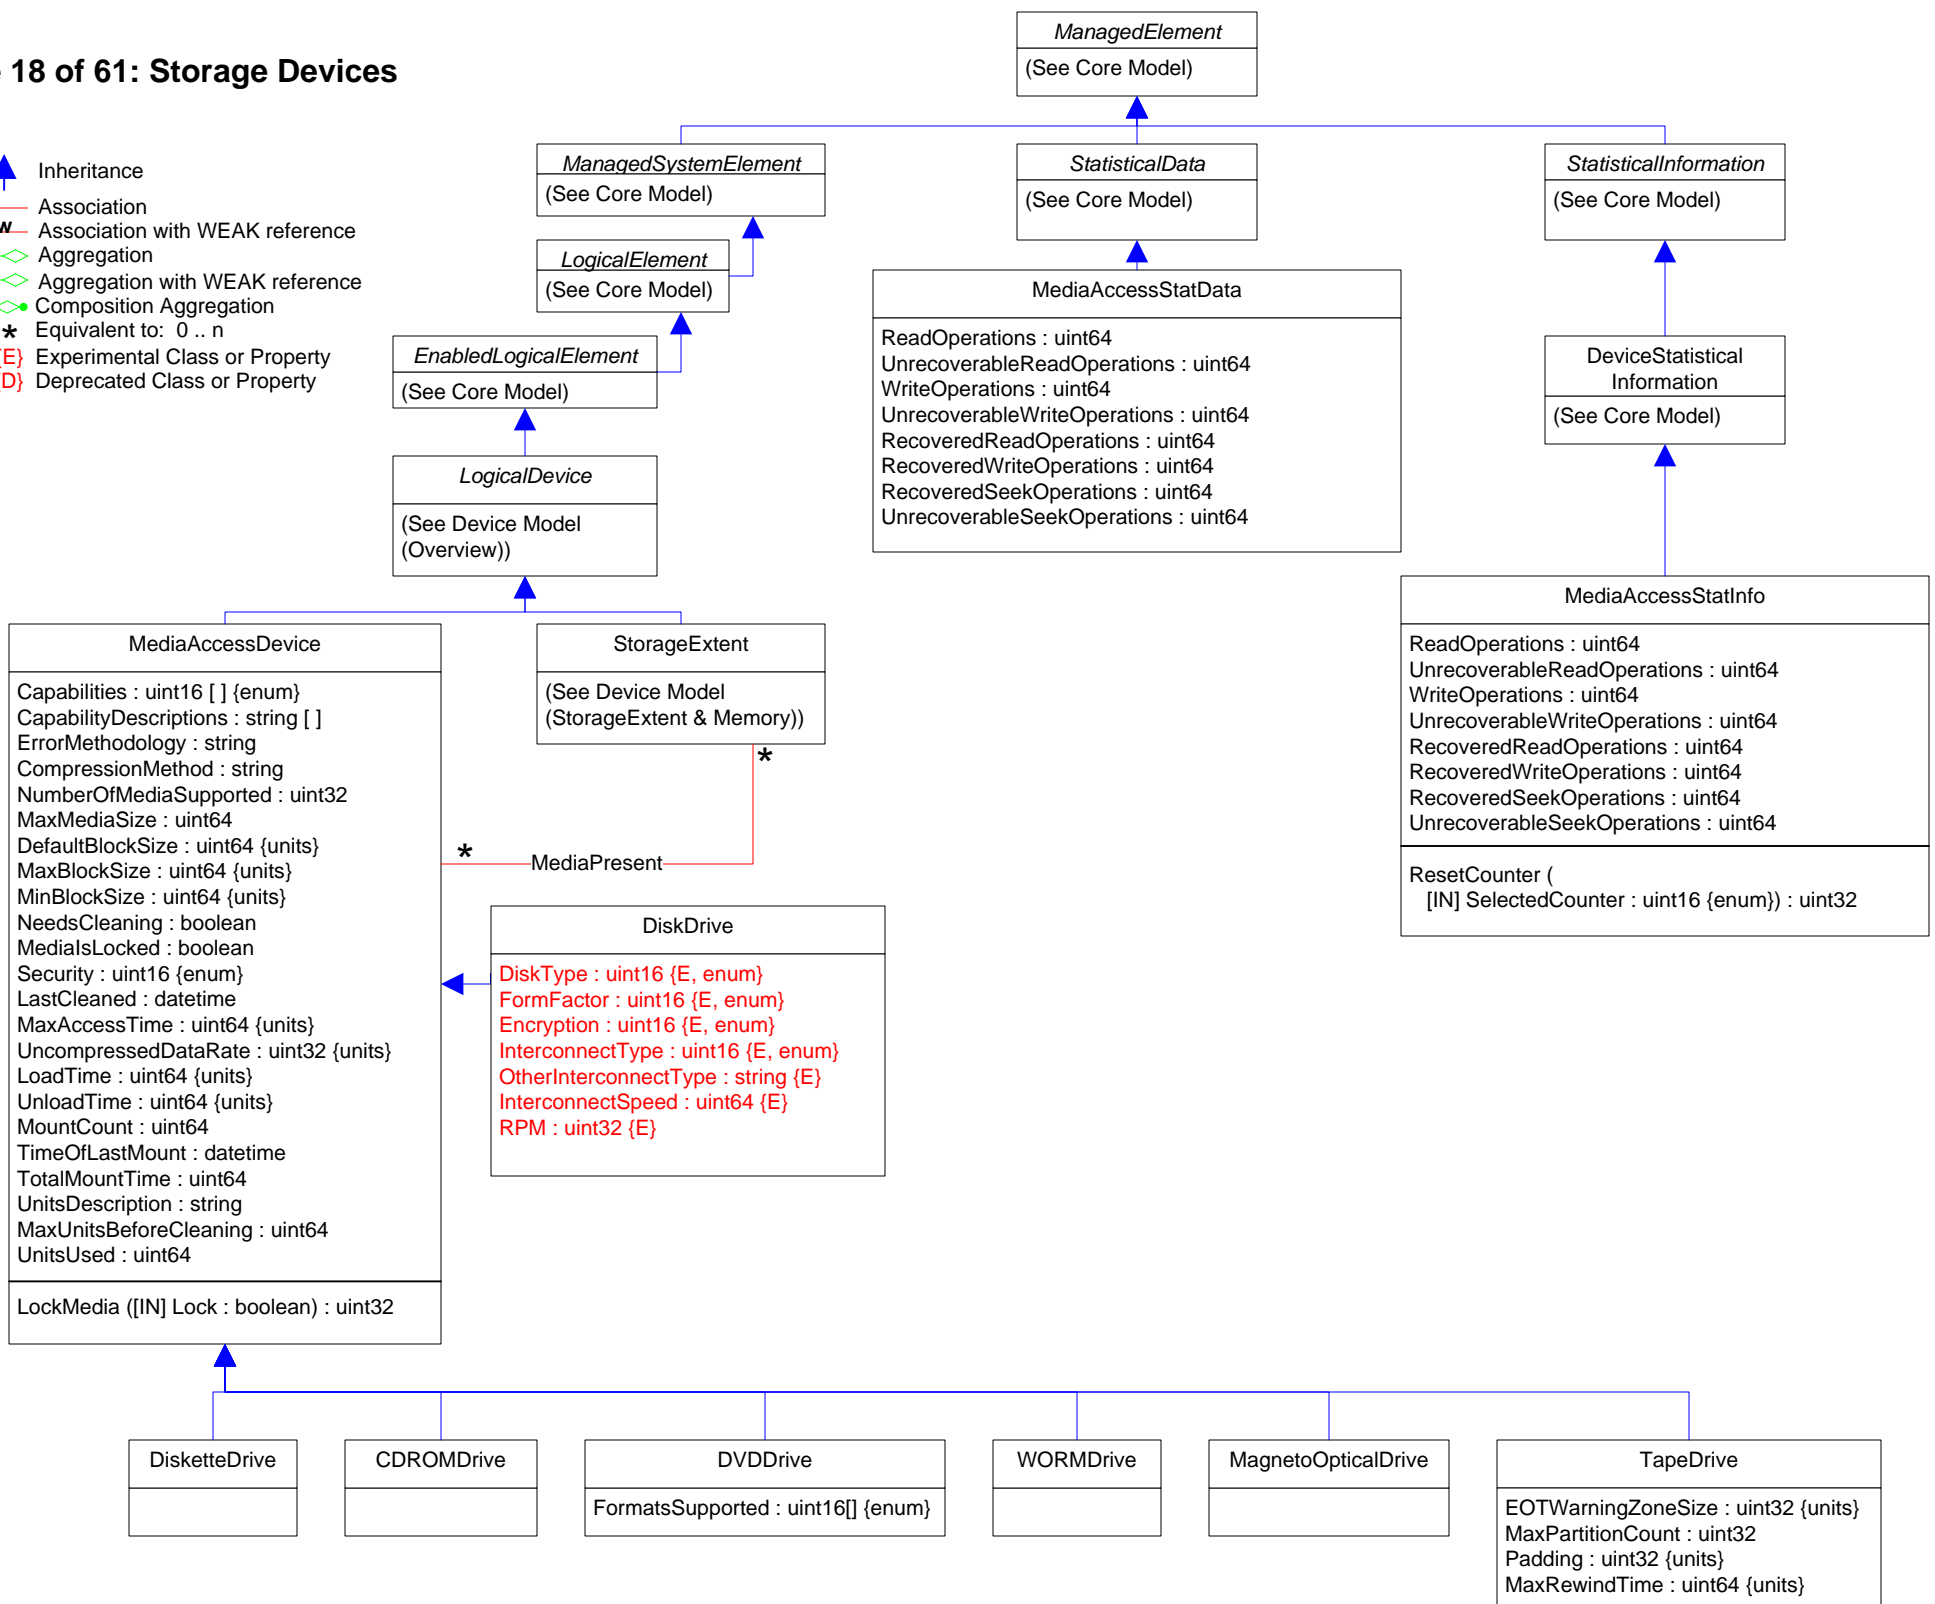 18 of 61: Storage Devices
Inheritance
Association
w Association with WEAK reference
Aggregation
Aggregation with WEAK reference
Composition Aggregation
* Equivalent to: 0 .. n
{E} Experimental Class or Property
{D} Deprecated Class or Property
ManagedElement
(See Core Model)
ManagedSystemElement
(See Core Model)
StatisticalData
(See Core Model)
StatisticalInformation
(See Core Model)
LogicalElement
(See Core Model)
EnabledLogicalElement
(See Core Model)
LogicalDevice
(See Device Model
(Overview))
MediaAccessStatData
ReadOperations : uint64
UnrecoverableReadOperations : uint64
WriteOperations : uint64
UnrecoverableWriteOperations : uint64
RecoveredReadOperations : uint64
RecoveredWriteOperations : uint64
RecoveredSeekOperations : uint64
UnrecoverableSeekOperations : uint64
DeviceStatistical
Information
(See Core Model)
MediaAccessStatInfo
ReadOperations : uint64
UnrecoverableReadOperations : uint64
WriteOperations : uint64
UnrecoverableWriteOperations : uint64
RecoveredReadOperations : uint64
RecoveredWriteOperations : uint64
RecoveredSeekOperations : uint64
UnrecoverableSeekOperations : uint64
ResetCounter (
[IN] SelectedCounter : uint16 {enum}) : uint32
MediaAccessDevice
Capabilities : uint16 [ ] {enum}
CapabilityDescriptions : string [ ]
ErrorMethodology : string
CompressionMethod : string
NumberOfMediaSupported : uint32
MaxMediaSize : uint64
DefaultBlockSize : uint64 {units}
MaxBlockSize : uint64 {units}
MinBlockSize : uint64 {units}
NeedsCleaning : boolean
MediaIsLocked : boolean
Security : uint16 {enum}
LastCleaned : datetime
MaxAccessTime : uint64 {units}
UncompressedDataRate : uint32 {units}
LoadTime : uint64 {units}
UnloadTime : uint64 {units}
MountCount : uint64
TimeOfLastMount : datetime
TotalMountTime : uint64
UnitsDescription : string
MaxUnitsBeforeCleaning : uint64
UnitsUsed : uint64
LockMedia ([IN] Lock : boolean) : uint32
StorageExtent
(See Device Model
(StorageExtent & Memory))
*
* MediaPresent
DiskDrive
DiskType : uint16 {E, enum}
FormFactor : uint16 {E, enum}
Encryption : uint16 {E, enum}
InterconnectType : uint16 {E, enum}
OtherInterconnectType : string {E}
InterconnectSpeed : uint64 {E}
RPM : uint32 {E}
DisketteDrive
CDROMDrive
DVDDrive
FormatsSupported : uint16[] {enum}
WORMDrive
MagnetoOpticalDrive
TapeDrive
EOTWarningZoneSize : uint32 {units}
MaxPartitionCount : uint32
Padding : uint32 {units}
MaxRewindTime : uint64 {units}